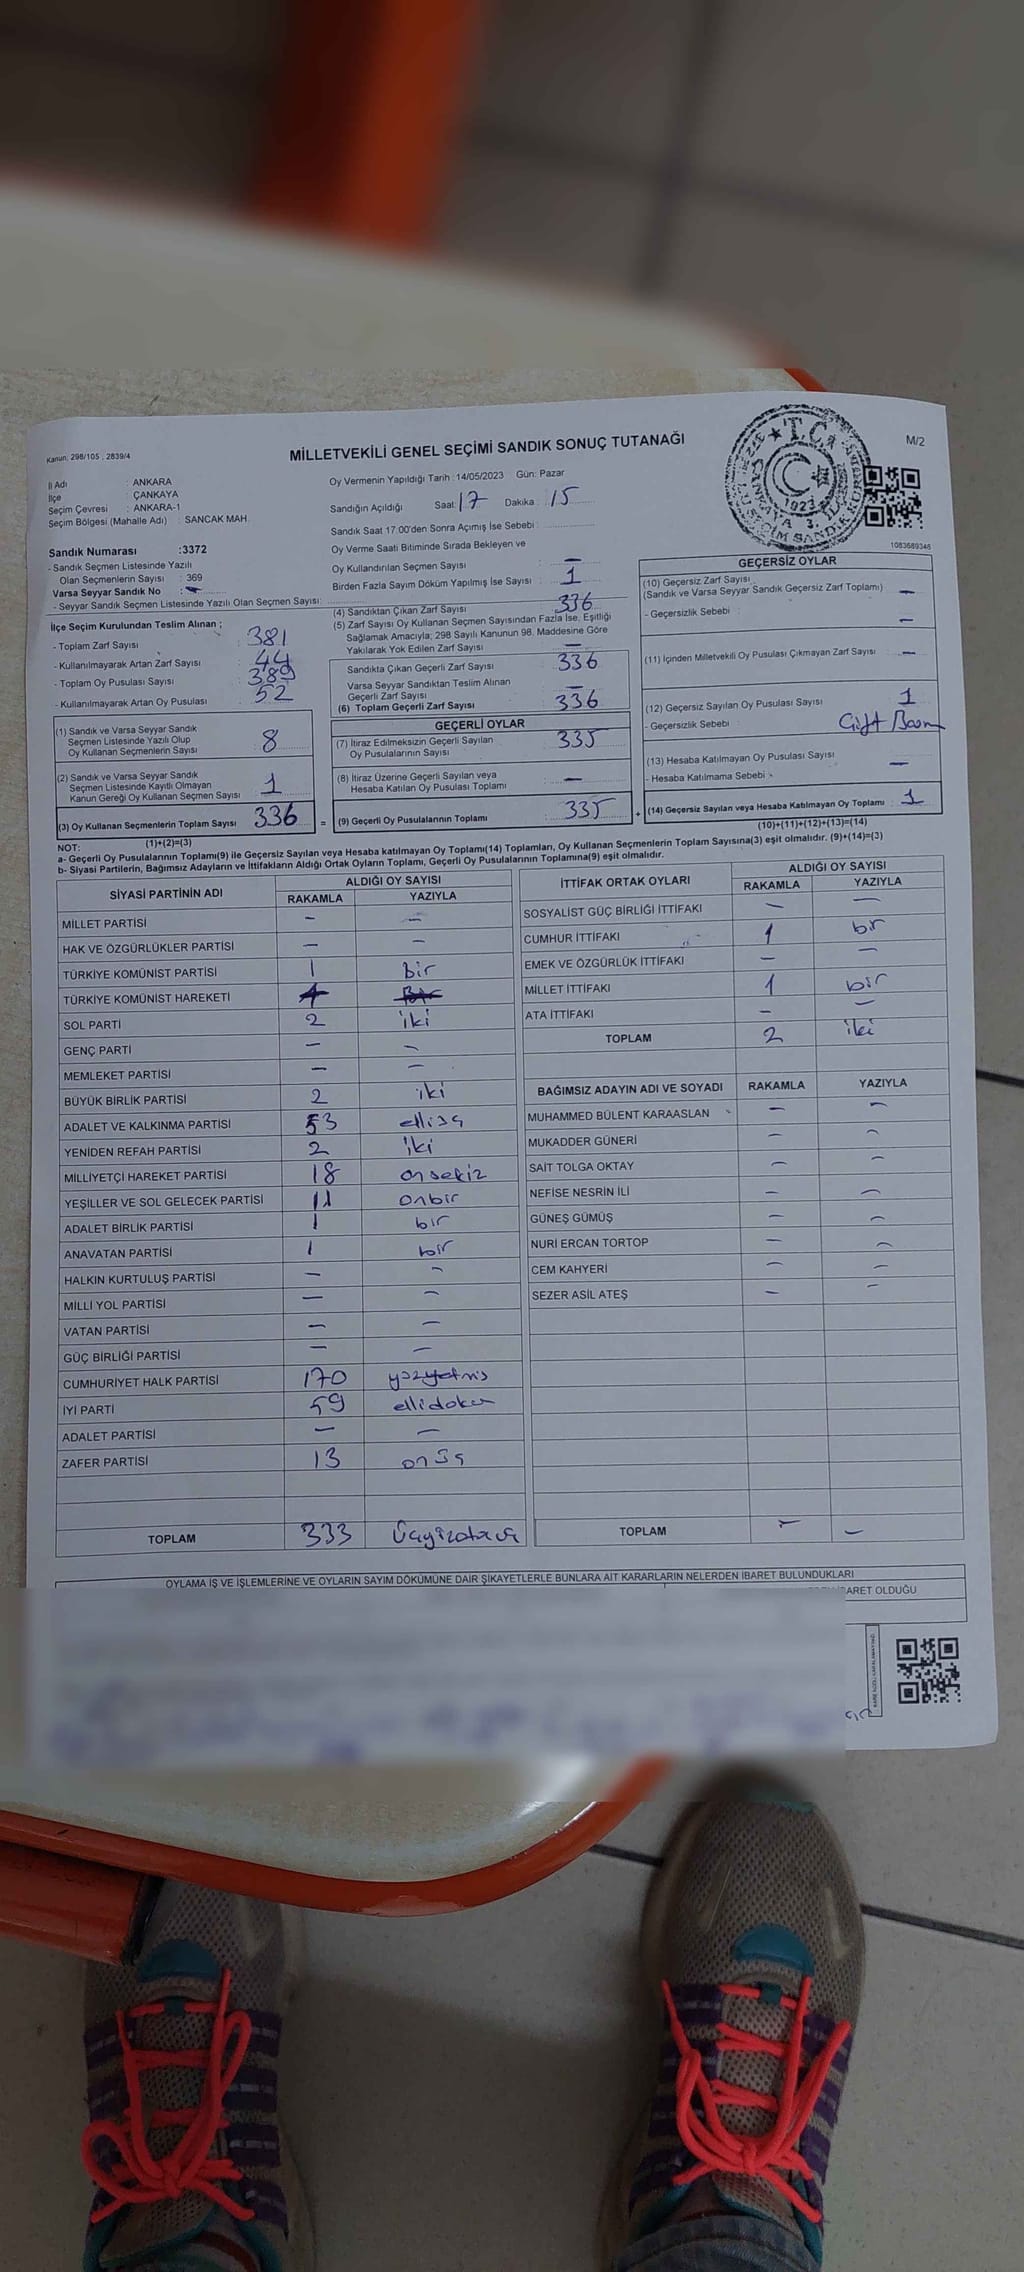 Kanun: 298/105 , 2839/4
MİLLETVEKİLİ GENEL SEÇİMİ SANDIK SONUÇ TUTANAĞI
M/2
İl Adı : ANKARA
İlçe : ÇANKAYA
Seçim Çevresi : ANKARA-1
Seçim Bölgesi (Mahalle Adı) : SANCAK MAH.
Oy Vermenin Yapıldığı Tarih :14/05/2023 Gün: Pazar
Sandığın Açıldığı Saat: 17 Dakika : 15
Sandık Saat 17:00'den Sonra Açımış İse Sebebi :
T.C.
1923
1083689346
Sandık Numarası :3372
- Sandık Seçmen Listesinde Yazılı
Olan Seçmenlerin Sayısı : 369
Varsa Seyyar Sandık No : -
- Seyyar Sandık Seçmen Listesinde Yazılı Olan Seçmen Sayısı:
Oy Verme Saati Bitiminde Sırada Bekleyen ve
Oy Kullandırılan Seçmen Sayısı : -
Birden Fazla Sayım Döküm Yapılmış İse Sayısı : 1
İlçe Seçim Kurulundan Teslim Alınan ;
- Toplam Zarf Sayısı : 381
- Kullanılmayarak Artan Zarf Sayısı : 44
- Toplam Oy Pusulası Sayısı : 389
- Kullanılmayarak Artan Oy Pusulası : 52
(4) Sandıktan Çıkan Zarf Sayısı : 336
(5) Zarf Sayısı Oy Kullanan Seçmen Sayısından Fazla İse, Eşitliği
Sağlamak Amacıyla; 298 Sayılı Kanunun 98. Maddesine Göre
Yakılarak Yok Edilen Zarf Sayısı : -
Sandıkta Çıkan Geçerli Zarf Sayısı : 336
Varsa Seyyar Sandıktan Teslim Alınan
Geçerli Zarf Sayısı : -
(6) Toplam Geçerli Zarf Sayısı : 336
GEÇERSİZ OYLAR
(10) Geçersiz Zarf Sayısı
(Sandık ve Varsa Seyyar Sandık Geçersiz Zarf Toplamı) : -
- Geçersizlik Sebebi : -
(11) İçinden Milletvekili Oy Pusulası Çıkmayan Zarf Sayısı : -
(12) Geçersiz Sayılan Oy Pusulası Sayısı : 1
- Geçersizlik Sebebi : Çift
(13) Hesaba Katılmayan Oy Pusulası Sayısı : -
- Hesaba Katılmama Sebebi :
(14) Geçersiz Sayılan veya Hesaba Katılmayan Oy Toplamı : 1
(10)+(11)+(12)+(13)=(14)
(1) Sandık ve Varsa Seyyar Sandık
Seçmen Listesinde Yazılı Olup
Oy Kullanan Seçmenlerin Sayısı : 8
(2) Sandık ve Varsa Seyyar Sandık
Seçmen Listesinde Kayıtlı Olmayan
Kanun Gereği Oy Kullanan Seçmen Sayısı : 1
(3) Oy Kullanan Seçmenlerin Toplam Sayısı : 336 =
(1)+(2)=(3)
GEÇERLİ OYLAR
(7) İtiraz Edilmeksizin Geçerli Sayılan
Oy Pusulalarının Sayısı : 335
(8) İtiraz Üzerine Geçerli Sayılan veya
Hesaba Katılan Oy Pusulası Toplamı : -
(9) Geçerli Oy Pusulalarının Toplamı : 335 +
NOT:
a- Geçerli Oy Pusulalarının Toplamı(9) ile Geçersiz Sayılan veya Hesaba katılmayan Oy Toplamı(14) Toplamları, Oy Kullanan Seçmenlerin Toplam Sayısına(3) eşit olmalıdır. (9)+(14)=(3)
b- Siyasi Partilerin, Bağımsız Adayların ve İttifakların Aldığı Ortak Oyların Toplamı, Geçerli Oy Pusulalarının Toplamına(9) eşit olmalıdır.
SİYASİ PARTİNİN ADI ALDIĞI OY SAYISI
RAKAMLA YAZIYLA
MİLLET PARTİSİ - -
HAK VE ÖZGÜRLÜKLER PARTİSİ - -
TÜRKİYE KOMÜNİST PARTİSİ 1 bir
TÜRKİYE KOMÜNİST HAREKETİ
SOL PARTİ 2 iki
GENÇ PARTİ - -
MEMLEKET PARTİSİ - -
BÜYÜK BİRLİK PARTİSİ 2 iki
ADALET VE KALKINMA PARTİSİ 53 elliüç
YENİDEN REFAH PARTİSİ 2 iki
MİLLİYETÇİ HAREKET PARTİSİ 18 onsekiz
YEŞİLLER VE SOL GELECEK PARTİSİ 11 onbir
ADALET BİRLİK PARTİSİ 1 bir
ANAVATAN PARTİSİ 1 bir
HALKIN KURTULUŞ PARTİSİ - -
MİLLİ YOL PARTİSİ - -
VATAN PARTİSİ - -
GÜÇ BİRLİĞİ PARTİSİ - -
CUMHURİYET HALK PARTİSİ 170 yüzyetmiş
İYİ PARTİ 59 ellidokuz
ADALET PARTİSİ - -
ZAFER PARTİSİ 13 onüç
TOPLAM 333 Üçyüzotuzüç
İTTİFAK ORTAK OYLARI ALDIĞI OY SAYISI
RAKAMLA YAZIYLA
SOSYALİST GÜÇ BİRLİĞİ İTTİFAKI - -
CUMHUR İTTİFAKI 1 bir
EMEK VE ÖZGÜRLÜK İTTİFAKI - -
MİLLET İTTİFAKI 1 bir
ATA İTTİFAKI - -
TOPLAM 2 iki
BAĞIMSIZ ADAYIN ADI VE SOYADI RAKAMLA YAZIYLA
MUHAMMED BÜLENT KARAASLAN - -
MUKADDER GÜNERİ - -
SAİT TOLGA OKTAY - -
NEFİSE NESRİN İLİ - -
GÜNEŞ GÜMÜŞ - -
NURİ ERCAN TORTOP - -
CEM KAHYERİ - -
SEZER ASİL ATEŞ - -
TOPLAM - -
OYLAMA İŞ VE İŞLEMLERİNE VE OYLARIN SAYIM DÖKÜMÜNE DAİR ŞİKAYETLERLE BUNLARA AİT KARARLARIN NELERDEN İBARET BULUNDUKLARI
İBARET OLDUĞU